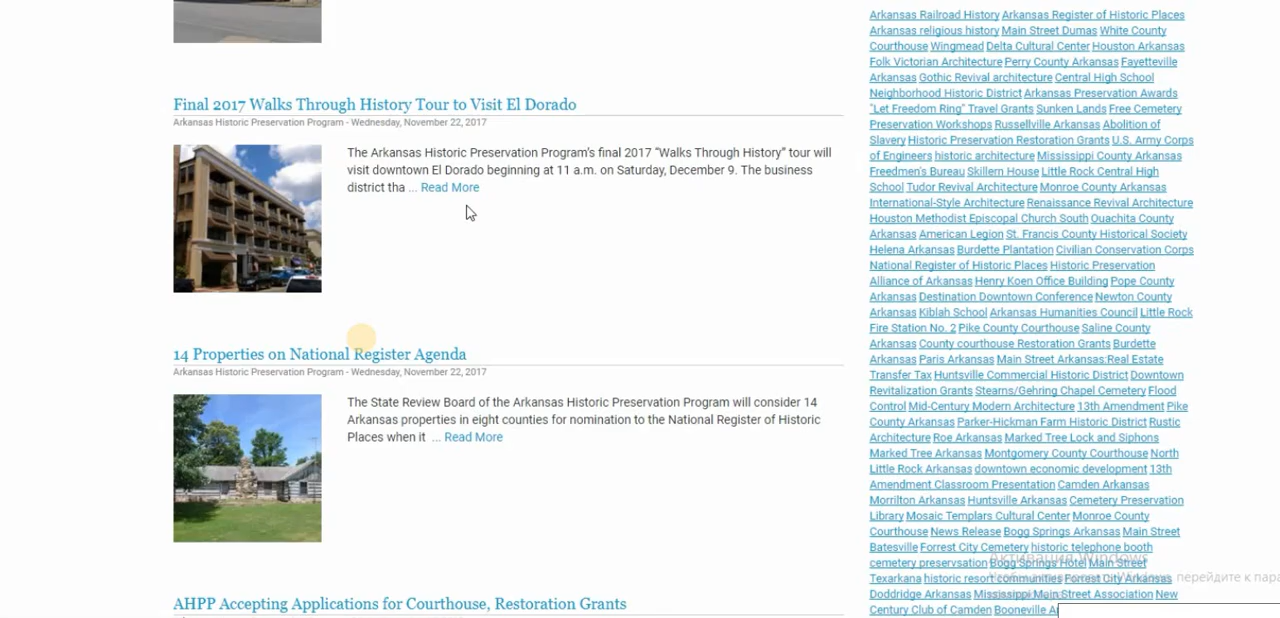 Final 2017 Walks Through History Tour to Visit El Dorado
Arkansas Historic Preservation Program - Wednesday, November 22, 2017
The Arkansas Historic Preservation Program's final 2017 “Walks Through History” tour will
visit downtown El Dorado beginning at 11 a.m. on Saturday, December 9. The business
district tha ... Read More
14 Properties on National Register Agenda
Arkansas Historic Preservation Program - Wednesday, November 22, 2017
The State Review Board of the Arkansas Historic Preservation Program will consider 14
Arkansas properties in eight counties for nomination to the National Register of Historic
Places when it ... Read More
AHPP Accepting Applications for Courthouse, Restoration Grants
Arkansas Railroad History Arkansas Register of Historic Places
Arkansas religious history Main Street Dumas White County
Courthouse Wingmead Delta Cultural Center Houston Arkansas
Folk Victorian Architecture Perry County Arkansas Fayetteville
Arkansas Gothic Revival architecture Central High School
Neighborhood Historic District Arkansas Preservation Awards
"Let Freedom Ring" Travel Grants Sunken Lands Free Cemetery
Preservation Workshops Russellville Arkansas Abolition of
Slavery Historic Preservation Restoration Grants U.S. Army Corps
of Engineers historic architecture Mississippi County Arkansas
Freedmen's Bureau Skillern House Little Rock Central High
School Tudor Revival Architecture Monroe County Arkansas
International-Style Architecture Renaissance Revival Architecture
Houston Methodist Episcopal Church South Ouachita County
Arkansas American Legion St. Francis County Historical Society
Helena Arkansas Burdette Plantation Civilian Conservation Corps
National Register of Historic Places Historic Preservation
Alliance of Arkansas Henry Koen Office Building Pope County
Arkansas Destination Downtown Conference Newton County
Arkansas Kiblah School Arkansas Humanities Council Little Rock
Fire Station No. 2 Pike County Courthouse Saline County
Arkansas County courthouse Restoration Grants Burdette
Arkansas Paris Arkansas Main Street Arkansas:Real Estate
Transfer Tax Huntsville Commercial Historic District Downtown
Revitalization Grants Stearns/Gehring Chapel Cemetery Flood
Control Mid-Century Modern Architecture 13th Amendment Pike
County Arkansas Parker-Hickman Farm Historic District Rustic
Architecture Roe Arkansas Marked Tree Lock and Siphons
Marked Tree Arkansas Montgomery County Courthouse North
Little Rock Arkansas downtown economic development 13th
Amendment Classroom Presentation Camden Arkansas
Morrilton Arkansas Huntsville Arkansas Cemetery Preservation
Library Mosaic Templars Cultural Center Monroe County
Courthouse News Release Bogg Springs Arkansas Main Street
Batesville Forrest City Cemetery historic telephone booth
cemetery preservsation Bogg Springs Hotel Main Street
Texarkana historic resort communities Forrest City Arkansas
Doddridge Arkansas Mississippi Main Street Association New
Century Club of Camden Booneville
Активация Windows
Windows, перейдите к